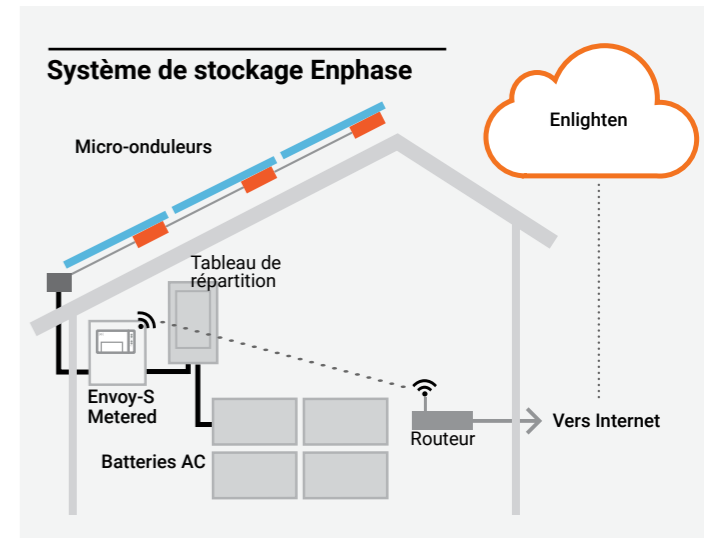 Système de stockage Enphase
Enlighten
Micro-onduleurs
Tableau de
répartition
Envoy-S
Metered
Batteries AC
Routeur
Vers Internet